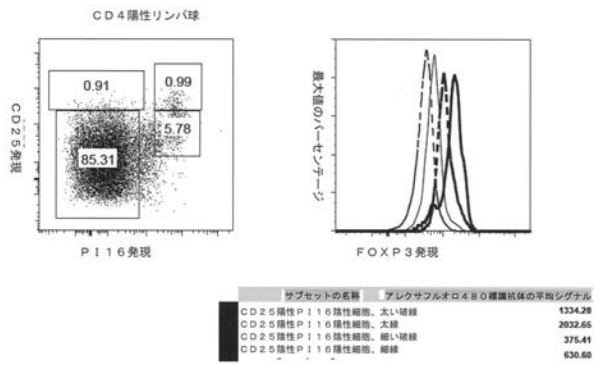 CD4陽性リンパ球
0.91
0.99
5.78
85.31
CD25発現
PI16発現
最大値のパーセンテージ
FOXP3発現
サブセットの名称 アレクサフルオロ480標識抗体の平均シグナル
CD25陽性PI16陰性細胞、太い破線 1334.28
CD25陽性PI16陽性細胞、太線 2032.65
CD25陰性PI16陰性細胞、細い破線 375.41
CD25陰性PI16陽性細胞、細線 630.60